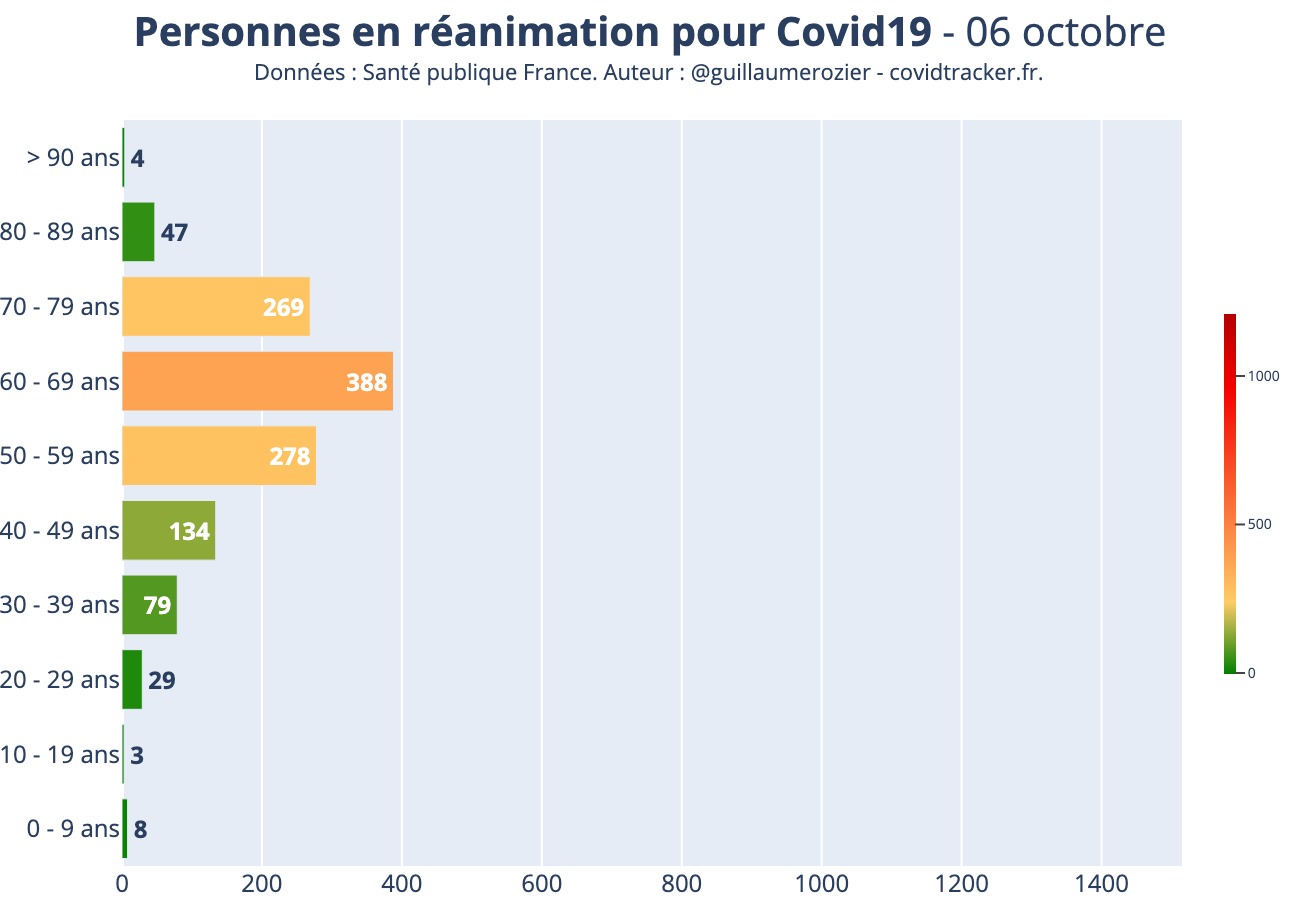 Personnes en réanimation pour Covid19 - 06 octobre
Données : Santé publique France. Auteur : @guillaumerozier - covidtracker.fr.
> 90 ans 4
80 - 89 ans 47
70 - 79 ans 269
60 - 69 ans 388
50 - 59 ans 278
40 - 49 ans 134
30 - 39 ans 79
20 - 29 ans 29
10 - 19 ans 3
0 - 9 ans 8
0 200 400 600 800 1000 1200 1400
1000
500
0